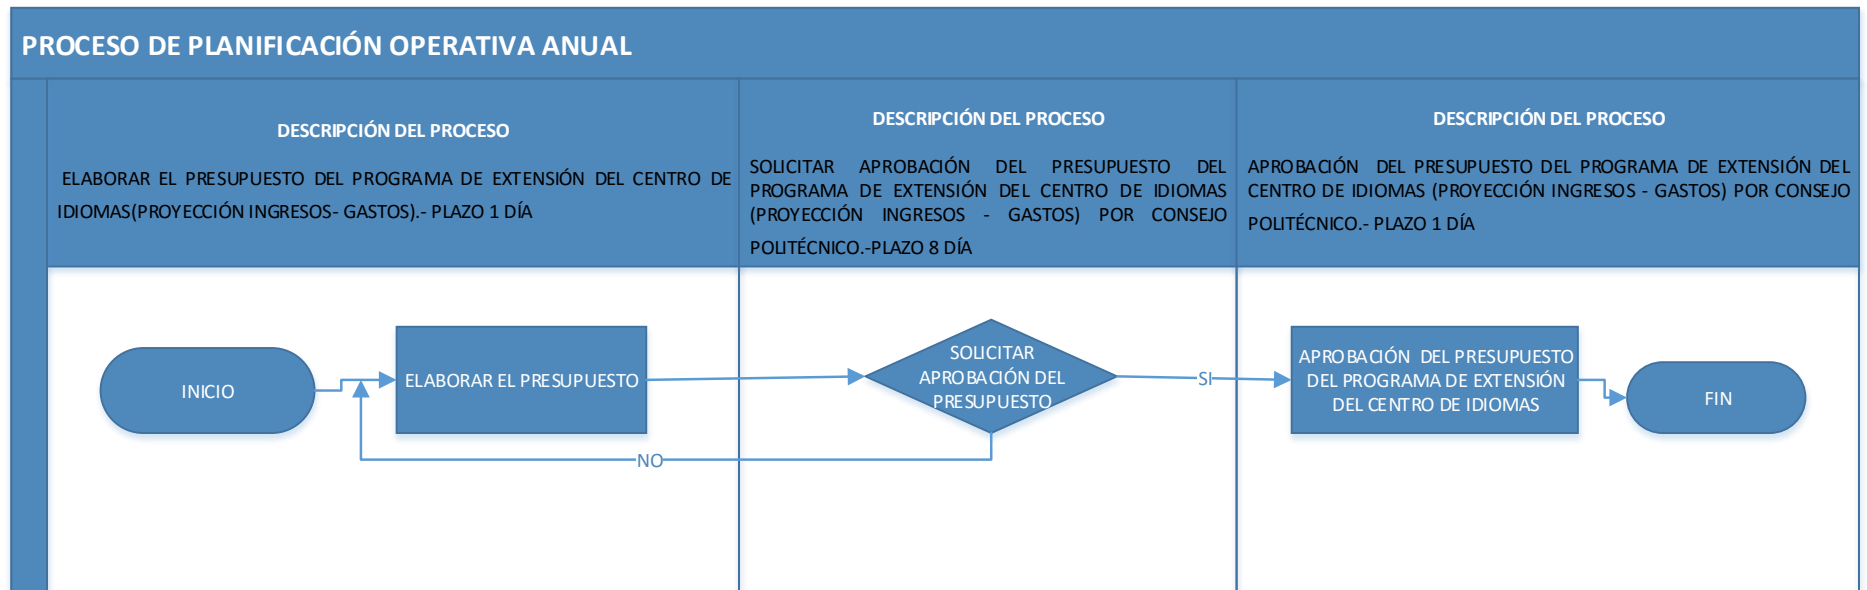 PROCESO DE PLANIFICACIÓN OPERATIVA ANUAL
DESCRIPCIÓN DEL PROCESO
ELABORAR EL PRESUPUESTO DEL PROGRAMA DE EXTENSIÓN DEL CENTRO DE
IDIOMAS(PROYECCIÓN INGRESOS- GASTOS).- PLAZO 1 DÍA
DESCRIPCIÓN DEL PROCESO
SOLICITAR APROBACIÓN DEL PRESUPUESTO DEL
PROGRAMA DE EXTENSIÓN DEL CENTRO DE IDIOMAS
(PROYECCIÓN INGRESOS - GASTOS) POR CONSEJO
POLITÉCNICO.-PLAZO 8 DÍA
DESCRIPCIÓN DEL PROCESO
APROBACIÓN DEL PRESUPUESTO DEL PROGRAMA DE EXTENSIÓN DEL
CENTRO DE IDIOMAS (PROYECCIÓN INGRESOS - GASTOS) POR CONSEJO
POLITÉCNICO.- PLAZO 1 DÍA
INICIO
ELABORAR EL PRESUPUESTO
SOLICITAR
APROBACIÓN DEL
PRESUPUESTO
SI
APROBACIÓN DEL PRESUPUESTO
DEL PROGRAMA DE EXTENSIÓN
DEL CENTRO DE IDIOMAS
FIN
NO